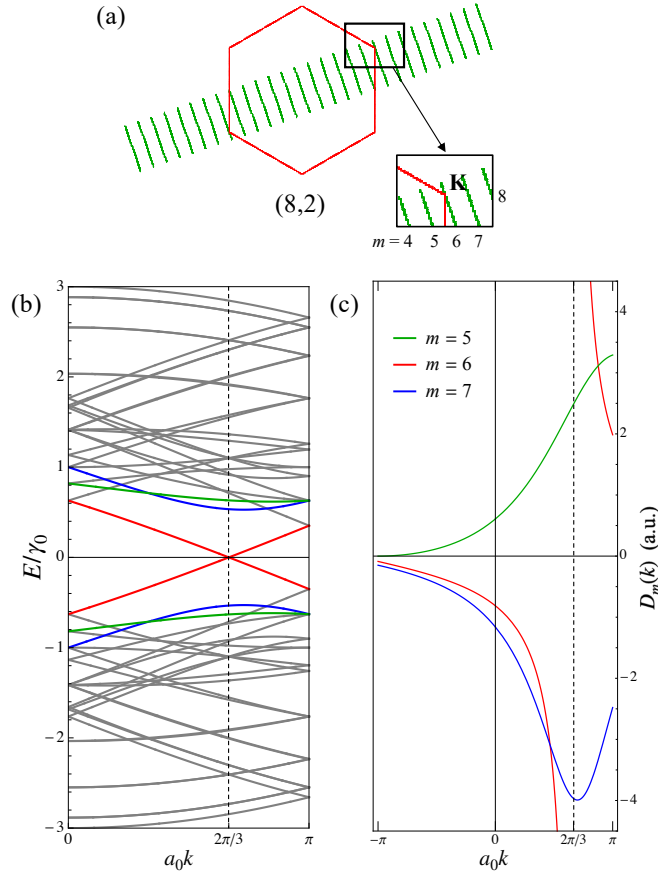 (a)
K
8
(8,2)
m = 4 5 6 7
(b)
(c)
3
2
1
0
−1
−2
−3
E/γ₀
0
2π/3
π
a₀k
m = 5
m = 6
m = 7
4
2
0
−2
−4
Dₘ(k) (a.u.)
−π
0
2π/3
π
a₀k